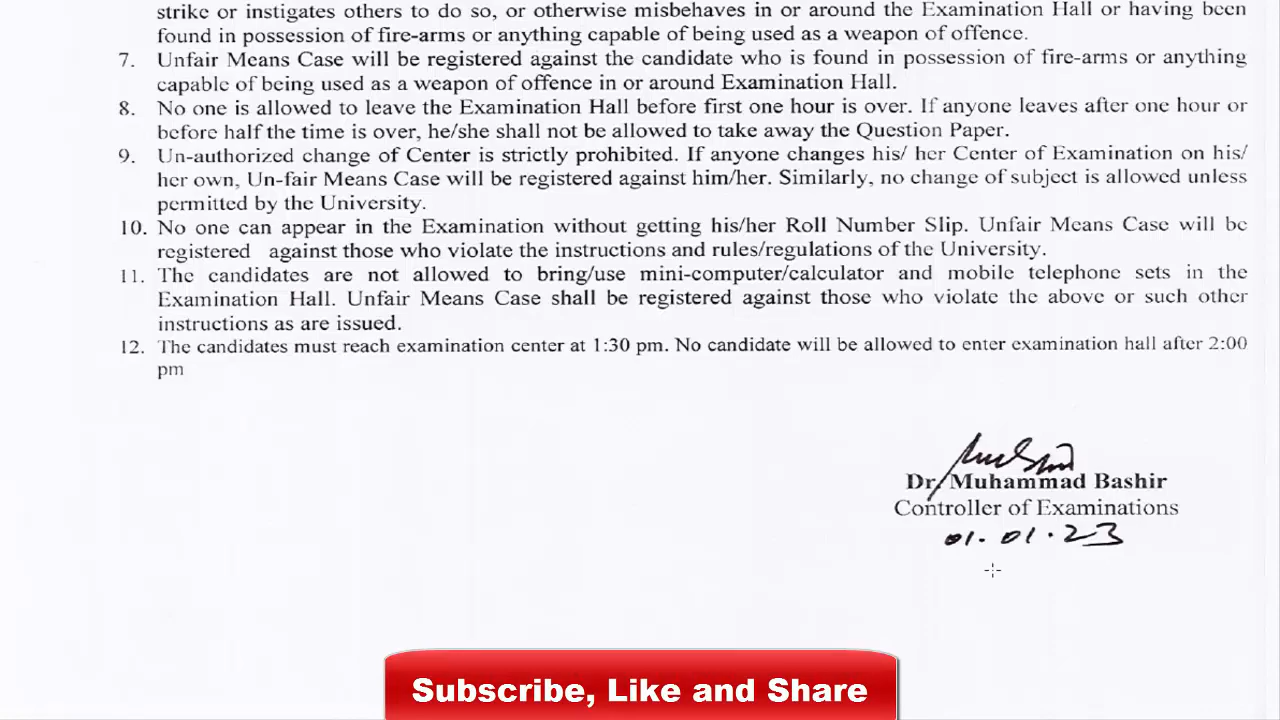 strike or instigates others to do so, or otherwise misbehaves in or around the Examination Hall or having been
found in possession of fire-arms or anything capable of being used as a weapon of offence.
7. Unfair Means Case will be registered against the candidate who is found in possession of fire-arms or anything
capable of being used as a weapon of offence in or around Examination Hall.
8. No one is allowed to leave the Examination Hall before first one hour is over. If anyone leaves after one hour or
before half the time is over, he/she shall not be allowed to take away the Question Paper.
9. Un-authorized change of Center is strictly prohibited. If anyone changes his/ her Center of Examination on his/
her own, Un-fair Means Case will be registered against him/her. Similarly, no change of subject is allowed unless
permitted by the University.
10. No one can appear in the Examination without getting his/her Roll Number Slip. Unfair Means Case will be
registered against those who violate the instructions and rules/regulations of the University.
11. The candidates are not allowed to bring/use mini-computer/calculator and mobile telephone sets in the
Examination Hall. Unfair Means Case shall be registered against those who violate the above or such other
instructions as are issued.
12. The candidates must reach examination center at 1:30 pm. No candidate will be allowed to enter examination hall after 2:00
pm
Dr. Muhammad Bashir
Controller of Examinations
01.01.23
Subscribe, Like and Share